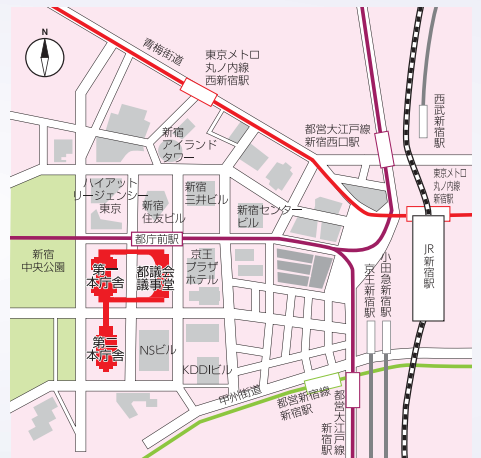 N
青梅街道
東京メトロ
丸ノ内線
西新宿駅
都営大江戸線
新宿西口駅
西武新宿駅
新宿
アイランド
タワー
東京メトロ
丸ノ内線
新宿駅
ハイアット
リージェンシー
東京
新宿
住友ビル
新宿
三井ビル
新宿センター
ビル
都庁前駅
新宿
中央公園
第一
本庁舎
都議会
議事堂
京王
プラザ
ホテル
小田急新宿駅
京王新宿駅
JR新宿駅
第二
本庁舎
NSビル
KDDIビル
甲州街道
都営新宿線
新宿駅
都営大江戸線
新宿駅